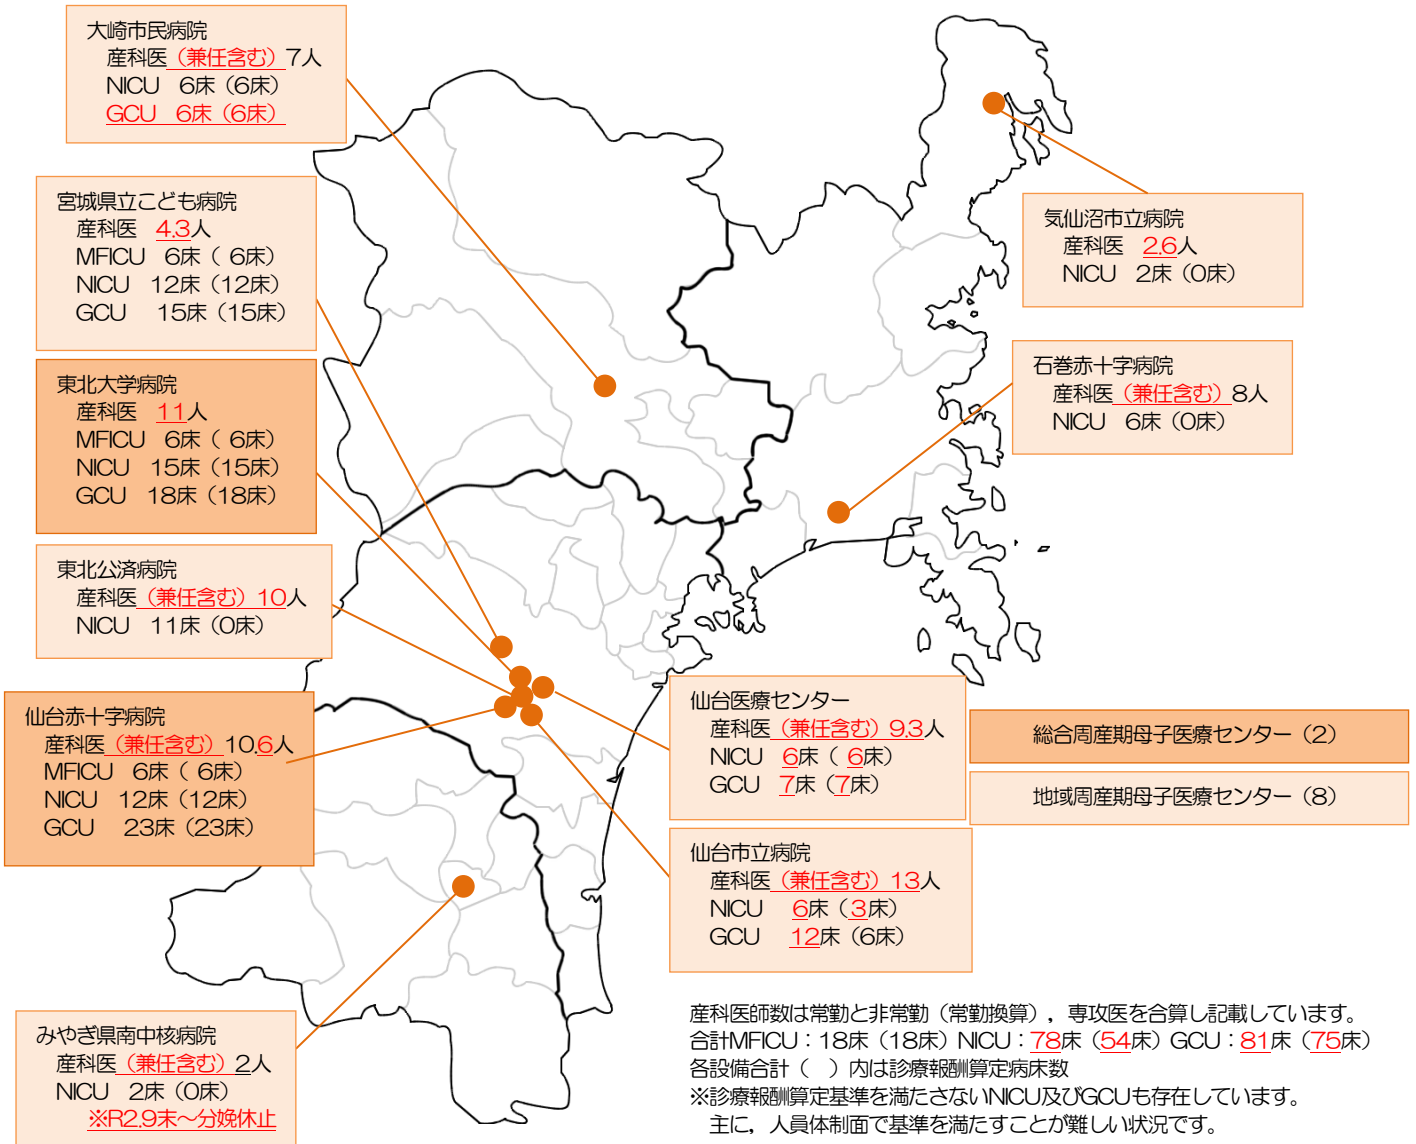 大崎市民病院
産科医（兼任含む）7人
NICU　6床（6床）
GCU　6床（6床）
宮城県立こども病院
産科医　4.3人
MFICU　6床（ 6床）
NICU　12床（12床）
GCU　15床（15床）
東北大学病院
産科医　11人
MFICU　6床（ 6床）
NICU　15床（15床）
GCU　18床（18床）
東北公済病院
産科医（兼任含む）10人
NICU　11床（0床）
仙台赤十字病院
産科医（兼任含む）10.6人
MFICU　6床（ 6床）
NICU　12床（12床）
GCU　23床（23床）
みやぎ県南中核病院
産科医（兼任含む）2人
NICU　2床（0床）
※R2.9末～分娩休止
気仙沼市立病院
産科医　2.6人
NICU　2床（0床）
石巻赤十字病院
産科医（兼任含む）8人
NICU　6床（0床）
仙台医療センター
産科医（兼任含む）9.3人
NICU　6床（ 6床）
GCU　7床（7床）
仙台市立病院
産科医（兼任含む）13人
NICU　6床（3床）
GCU　12床（6床）
総合周産期母子医療センター（2）
地域周産期母子医療センター（8）
産科医師数は常勤と非常勤（常勤換算），専攻医を合算し記載しています。
合計MFICU：18床（18床）NICU：78床（54床）GCU：81床（75床）
各設備合計（　）内は診療報酬算定病床数
※診療報酬算定基準を満たさないNICU及びGCUも存在しています。
主に，人員体制面で基準を満たすことが難しい状況です。